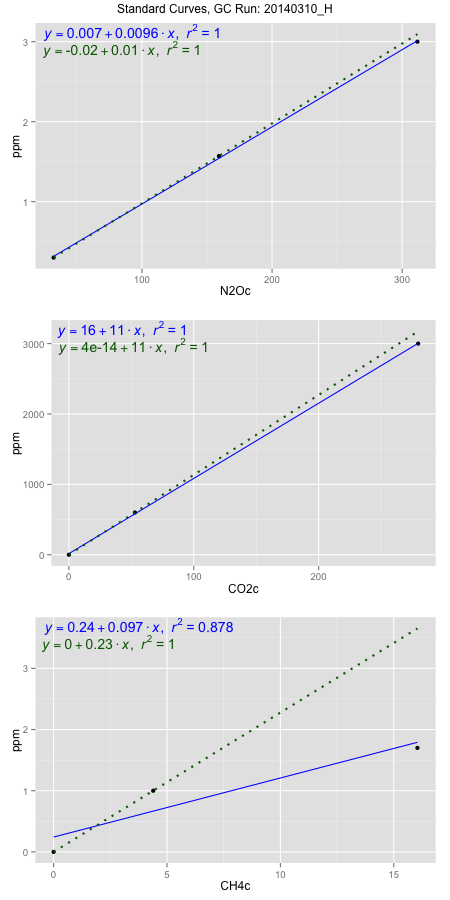 Standard Curves, GC Run: 20140310_H
y = 0.007 + 0.0096 · x, r² = 1
y = -0.02 + 0.01 · x, r² = 1
3
2
1
ppm
100 200 300
N2Oc
y = 16 + 11 · x, r² = 1
y = 4e-14 + 11 · x, r² = 1
3000
2000
1000
0
ppm
0 100 200
CO2c
y = 0.24 + 0.097 · x, r² = 0.878
y = 0 + 0.23 · x, r² = 1
3
2
1
0
ppm
0 5 10 15
CH4c